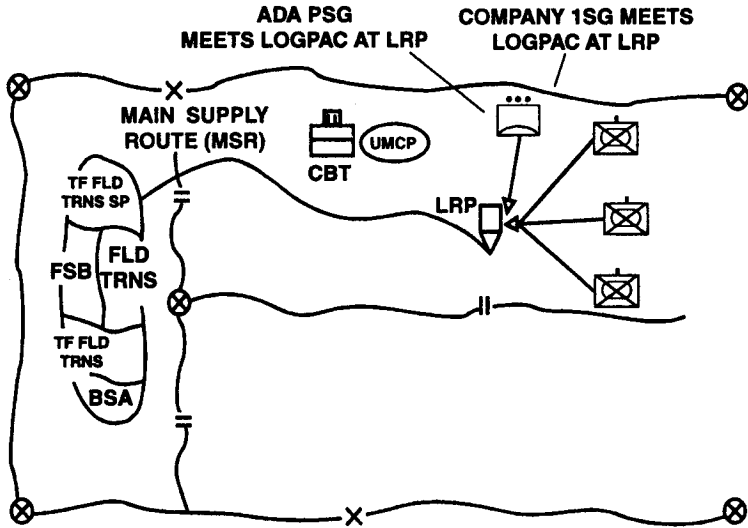 ADA PSG
MEETS LOGPAC AT LRP
COMPANY 1SG MEETS
LOGPAC AT LRP
MAIN SUPPLY
ROUTE (MSR)
UMCP
CBT
TF FLD
TRNS SP
LRP
FSB
FLD
TRNS
TF FLD
TRNS
BSA